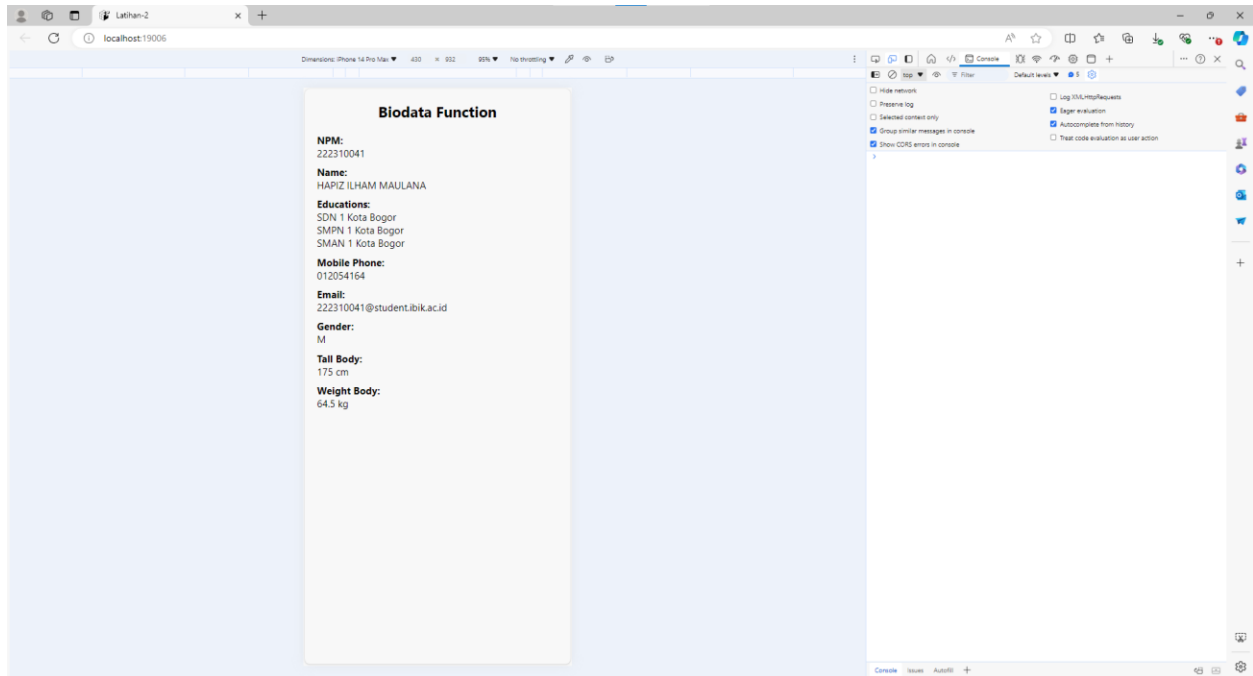 Latihan-2
localhost:19006
Dimensions: iPhone 14 Pro Max ▼ 430 × 932 95% ▼ No throttling ▼
Console
top ▼ Filter Default levels ▼ 5
Hide network
Log XMLHttpRequests
Preserve log
Eager evaluation
Selected context only
Autocomplete from history
Group similar messages in console
Treat code evaluation as user action
Show CORS errors in console
Biodata Function
NPM:
222310041
Name:
HAPIZ ILHAM MAULANA
Educations:
SDN 1 Kota Bogor
SMPN 1 Kota Bogor
SMAN 1 Kota Bogor
Mobile Phone:
012054164
Email:
222310041@student.ibik.ac.id
Gender:
M
Tall Body:
175 cm
Weight Body:
64.5 kg
Console Issues Autofill